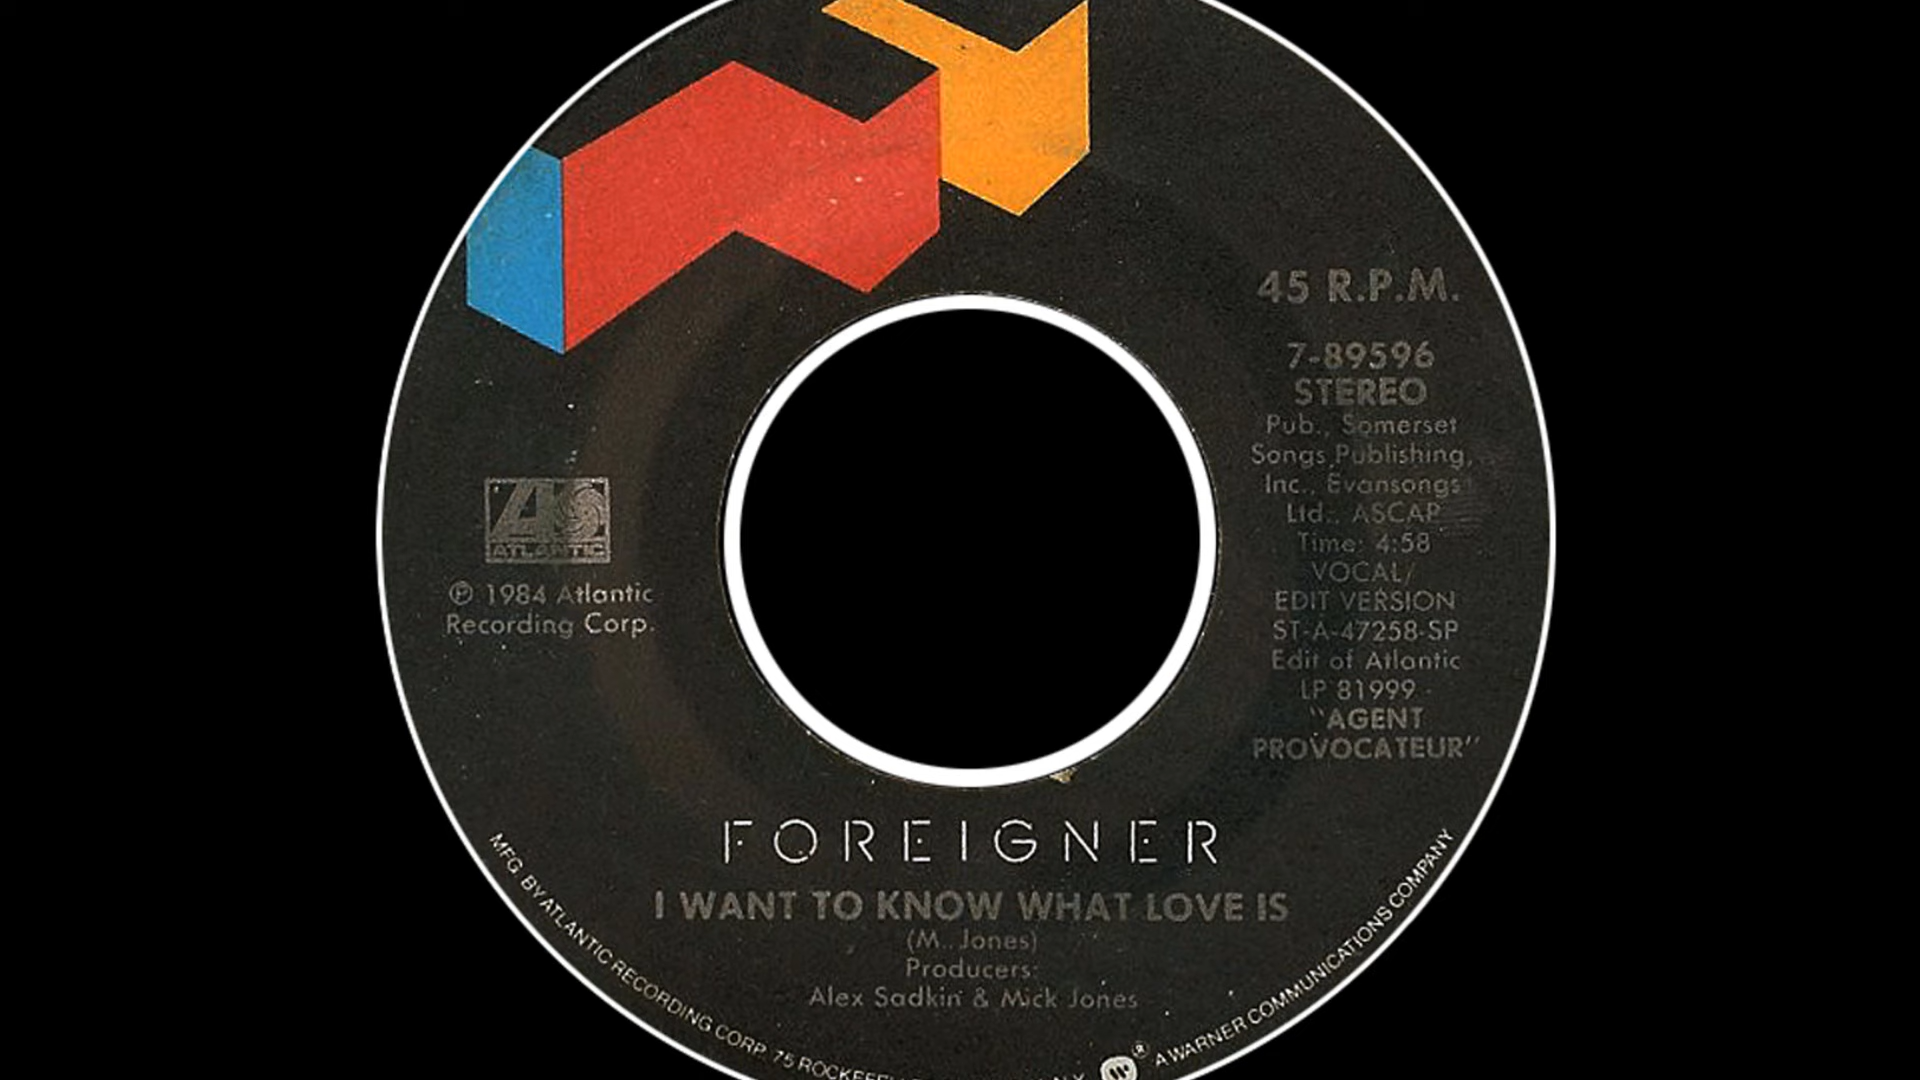 45 R.P.M.
7-89596
STEREO
Pub., Somerset
Songs Publishing,
Inc., Evansongs
Ltd., ASCAP
Time: 4:58
VOCAL/
EDIT VERSION
ST-A-47258-SP
Edit of Atlantic
LP 81999
"AGENT
PROVOCATEUR"
ATLANTIC
℗ 1984 Atlantic
Recording Corp.
FOREIGNER
I WANT TO KNOW WHAT LOVE IS
(M. Jones)
Producers:
Alex Sadkin & Mick Jones
MFG. BY ATLANTIC RECORDING CORP. 75
® A WARNER COMMUNICATIONS COMPANY